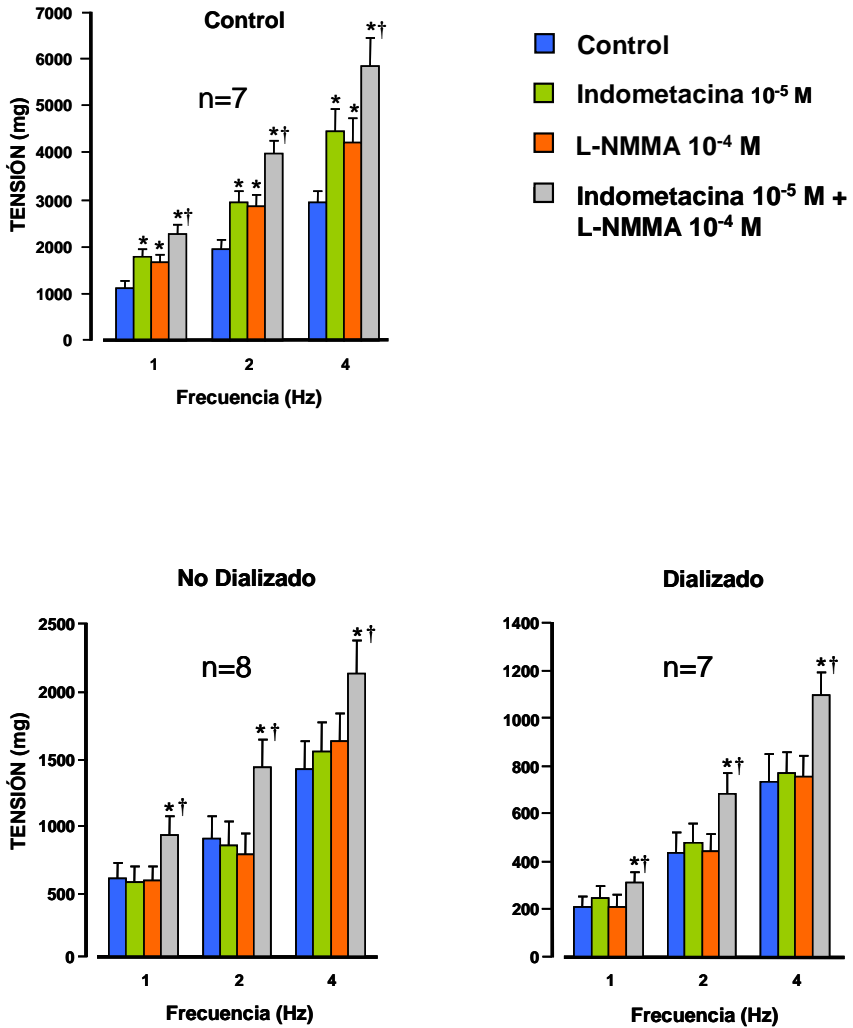 Control
7000
6000
5000
4000
3000
2000
1000
0
TENSIÓN (mg)
n=7
* * *†
* * *†
* * *†
1 2 4
Frecuencia (Hz)
Control
Indometacina 10⁻⁵ M
L-NMMA 10⁻⁴ M
Indometacina 10⁻⁵ M +
L-NMMA 10⁻⁴ M
No Dializado
2500
2000
1500
1000
500
0
TENSIÓN (mg)
n=8
*†
*†
*†
1 2 4
Frecuencia (Hz)
Dializado
1400
1200
1000
800
600
400
200
0
n=7
*†
*†
*†
1 2 4
Frecuencia (Hz)